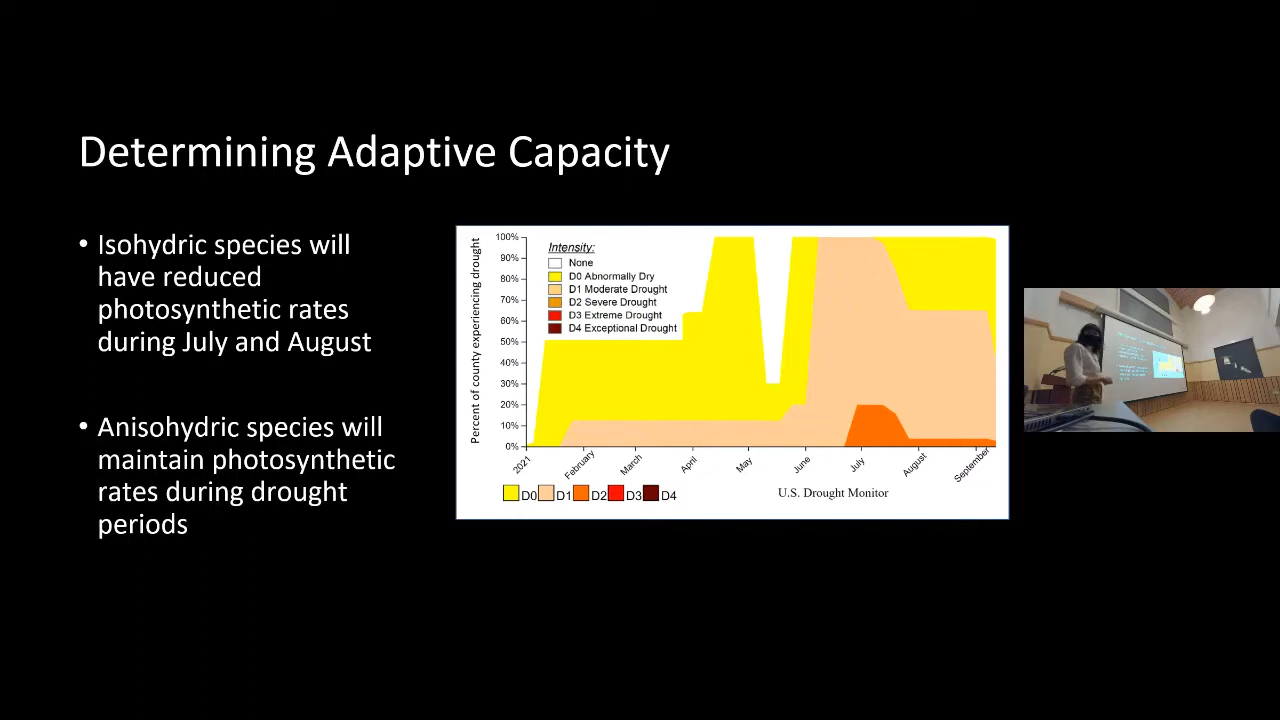 Determining Adaptive Capacity
• Isohydric species will
have reduced
photosynthetic rates
during July and August
• Anisohydric species will
maintain photosynthetic
rates during drought
periods
Percent of county experiencing drought
100%
90%
80%
70%
60%
50%
40%
30%
20%
10%
0%
Intensity:
None
D0 Abnormally Dry
D1 Moderate Drought
D2 Severe Drought
D3 Extreme Drought
D4 Exceptional Drought
2021
February
March
April
May
June
July
August
September
D0 D1 D2 D3 D4
U.S. Drought Monitor